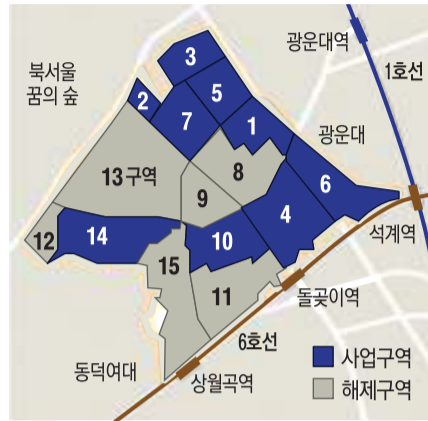 광운대역
1호선
북서울
꿈의 숲
3
5
2
7
1
광운대
8
13 구역
6
9
4
12
14
10
석계역
15
11
돌곶이역
6호선
동덕여대
상월곡역
사업구역
해제구역